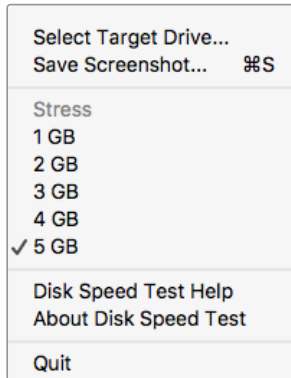 Select Target Drive...
Save Screenshot... ⌘S
Stress
1 GB
2 GB
3 GB
4 GB
✓ 5 GB
Disk Speed Test Help
About Disk Speed Test
Quit